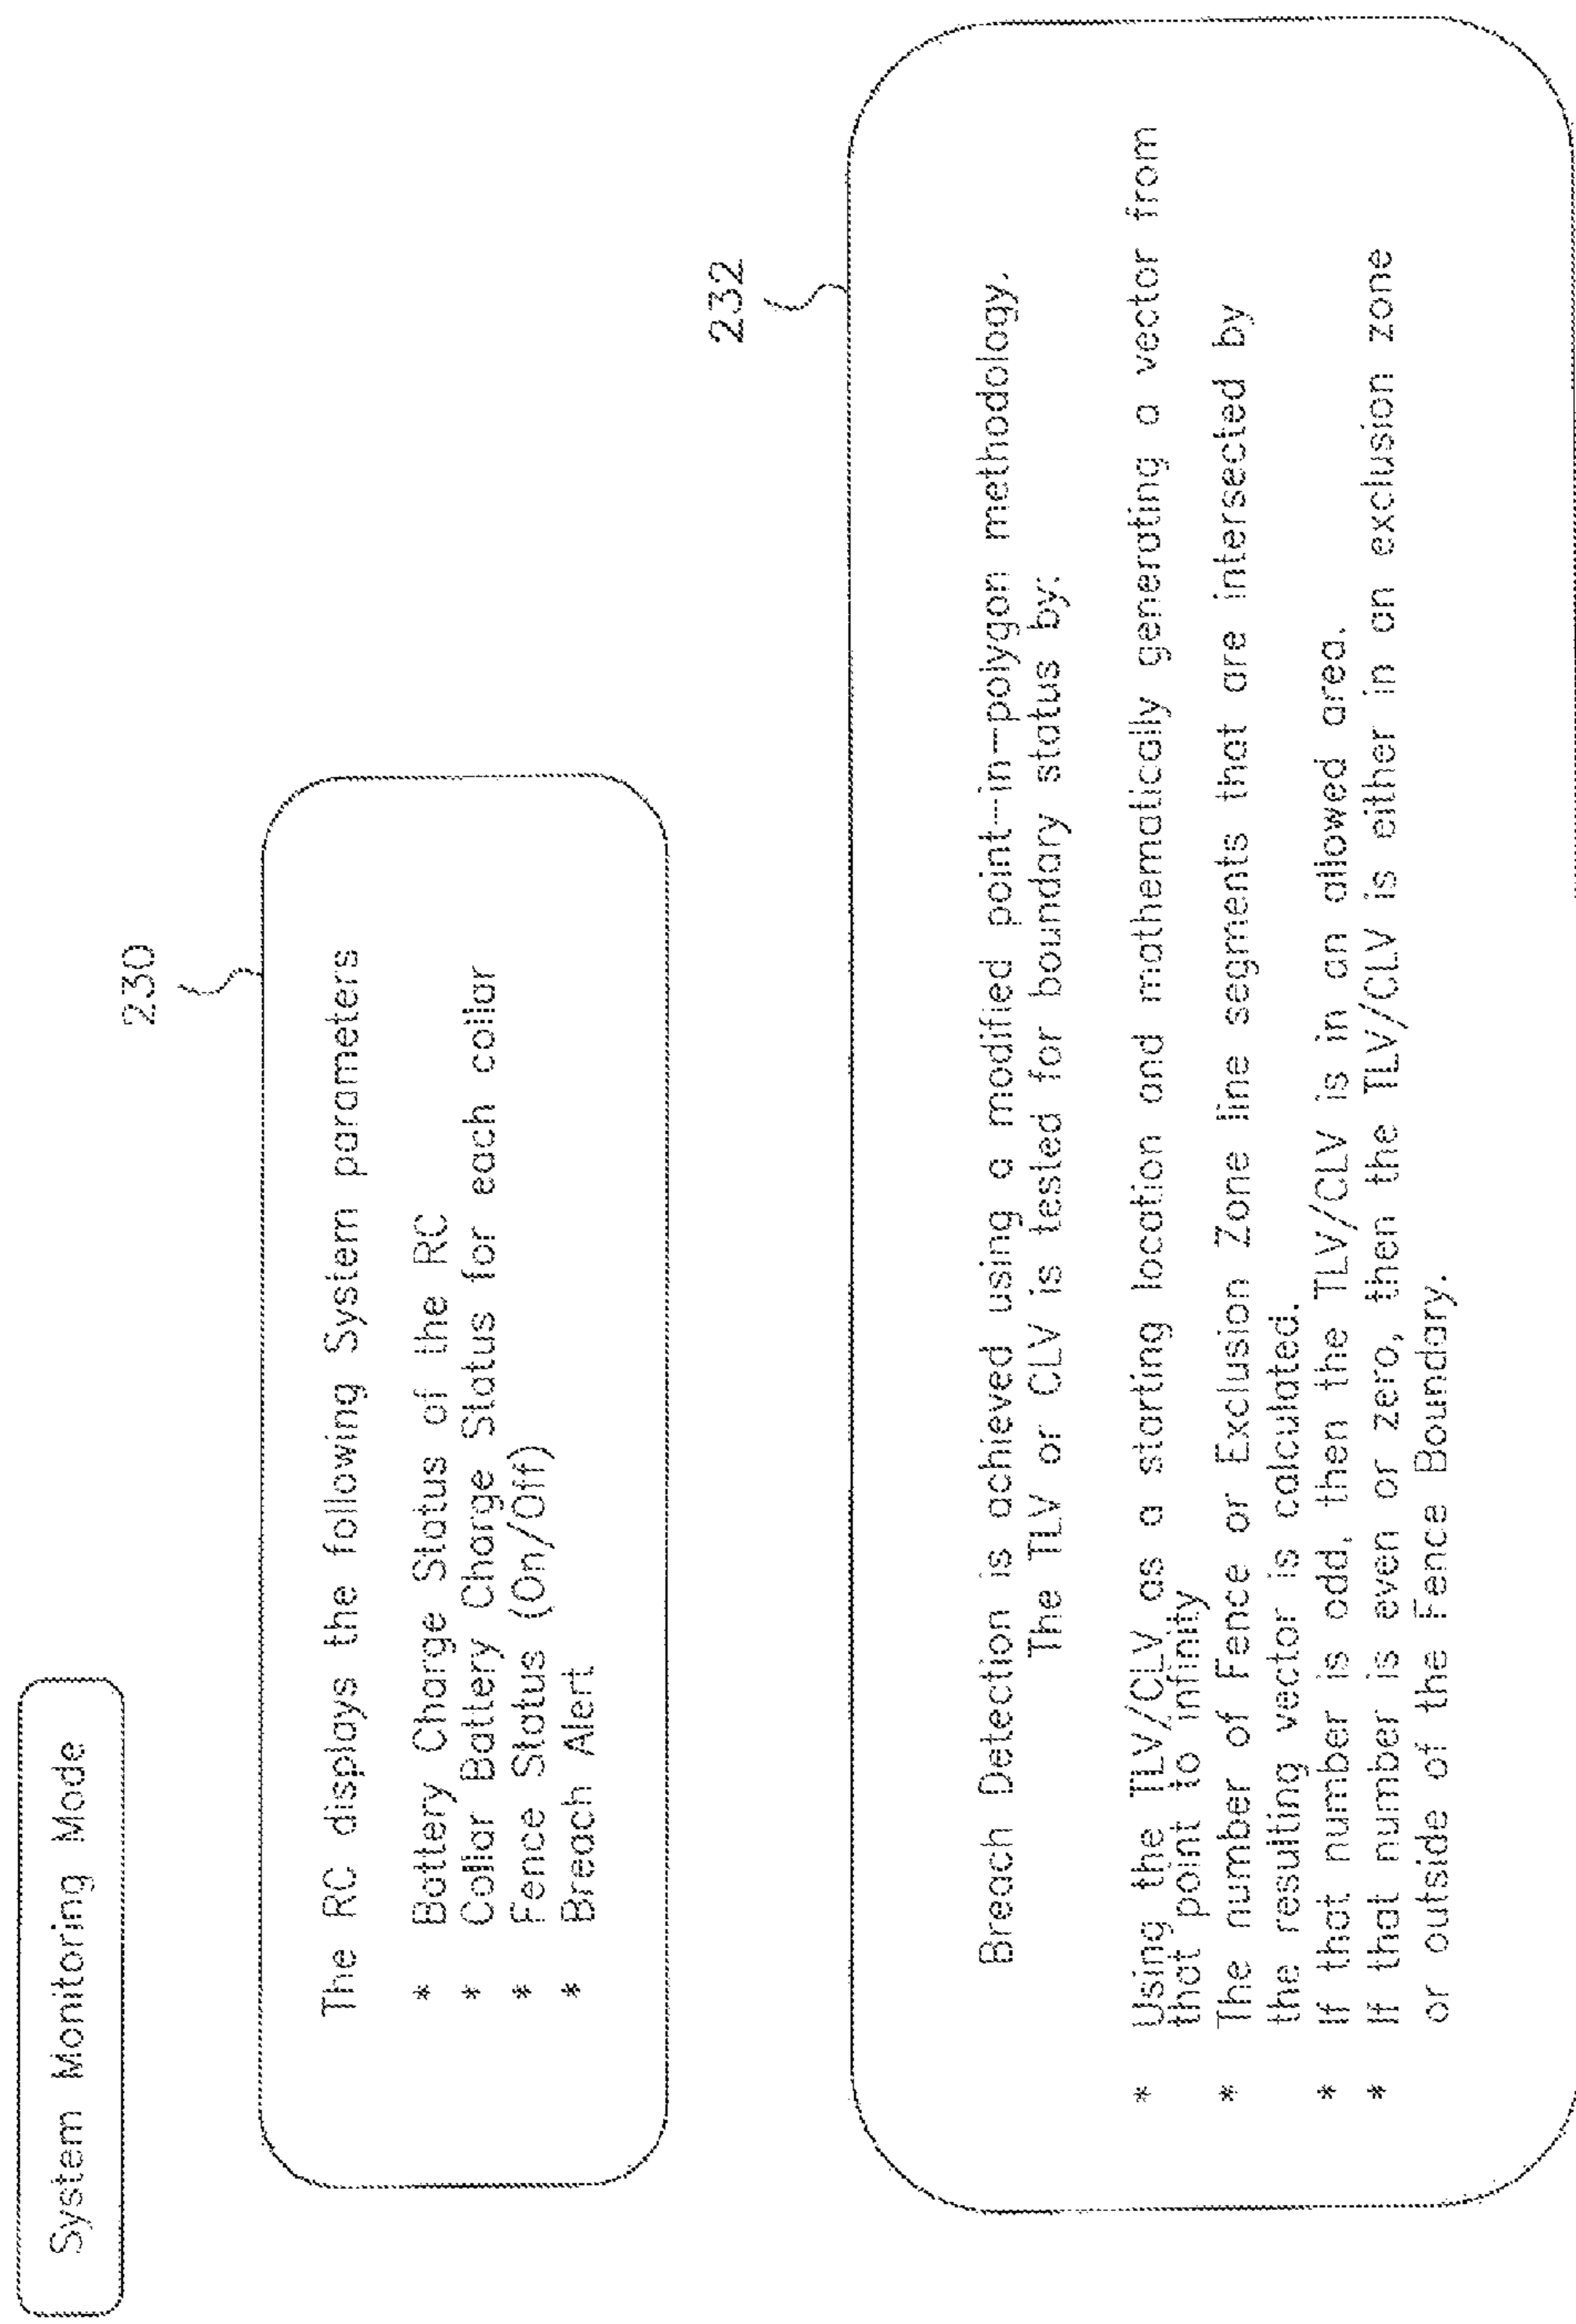 System Monitoring Mode
230
The RC displays the following System parameters
* Battery Charge Status of the RC
* Collar Battery Charge Status for each collar
* Fence Status (On/Off)
* Breach Alert
232
Breach Detection is achieved using a modified point-in-polygon methodology.
The TLV or CLV is tested for boundary status by:
* Using the TLV/CLV as a starting location and mathematically generating a vector from
that point to infinity
* The number of Fence or Exclusion Zone line segments that are intersected by
the resulting vector is calculated.
* If that number is odd, then the TLV/CLV is in an allowed area.
* If that number is even or zero, then the TLV/CLV is either in an exclusion zone
or outside of the Fence Boundary.